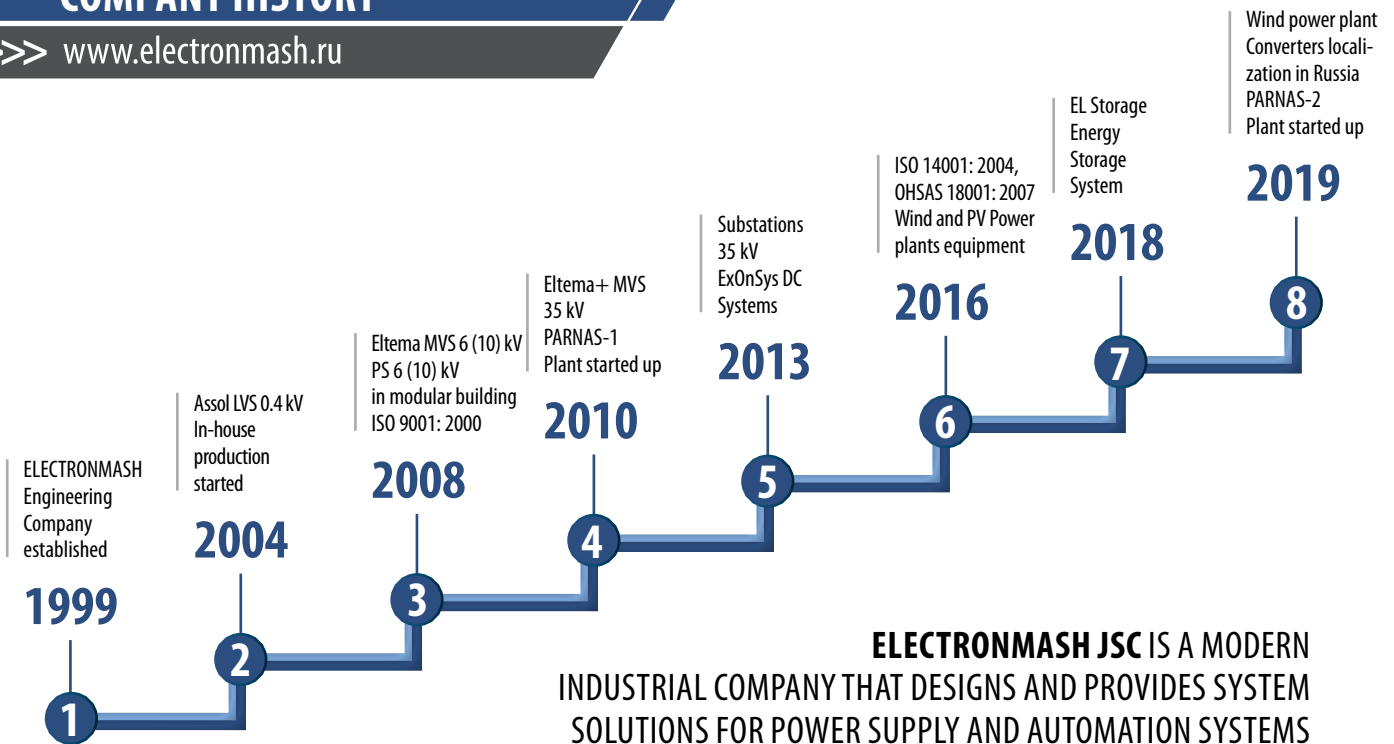 COMPANY HISTORY
>>> www.electronmash.ru
ELECTRONMASH
Engineering
Company
established
1999
1
Assol LVS 0.4 kV
In-house
production
started
2004
2
Eltema MVS 6 (10) kV
PS 6 (10) kV
in modular building
ISO 9001: 2000
2008
3
Eltema+ MVS
35 kV
PARNAS-1
Plant started up
2010
4
Substations
35 kV
ExOnSys DC
Systems
2013
5
ISO 14001: 2004,
OHSAS 18001: 2007
Wind and PV Power
plants equipment
2016
6
EL Storage
Energy
Storage
System
2018
7
Wind power plant
Converters locali-
zation in Russia
PARNAS-2
Plant started up
2019
8
ELECTRONMASH JSC IS A MODERN
INDUSTRIAL COMPANY THAT DESIGNS AND PROVIDES SYSTEM
SOLUTIONS FOR POWER SUPPLY AND AUTOMATION SYSTEMS